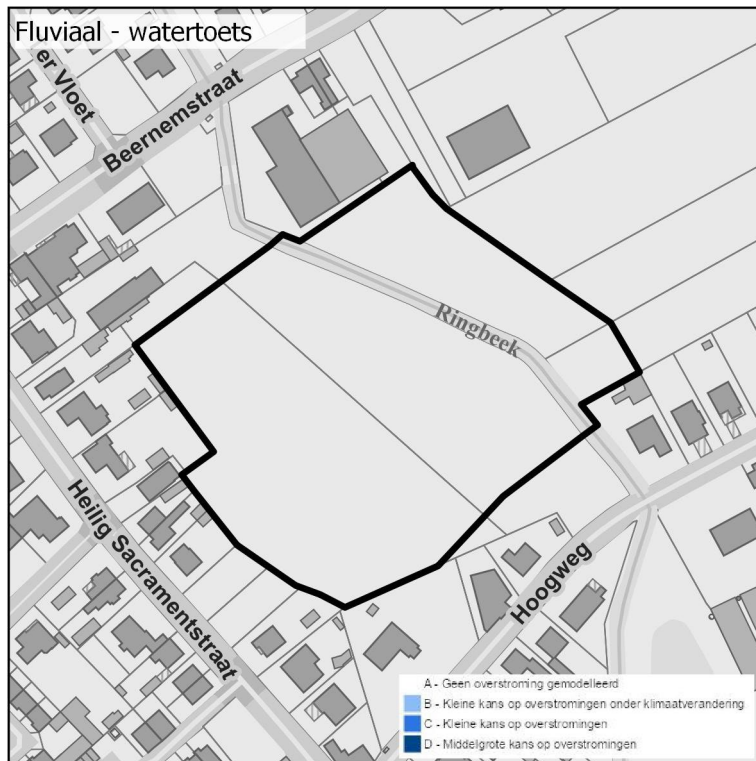 Fluviaal - watertoets
er Vloet
Beernemstraat
Ringbeek
Heilig Sacramentstraat
Hoogweg
A - Geen overstroming gemodelleerd
B - Kleine kans op overstromingen onder klimaatverandering
C - Kleine kans op overstromingen
D - Middelgrote kans op overstromingen